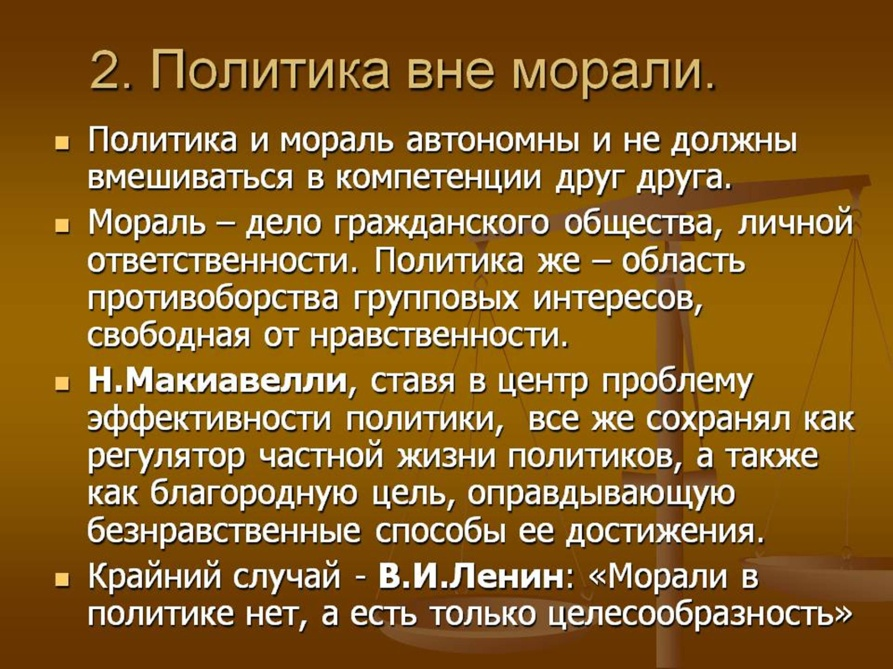 2. Политика вне морали.
Политика и мораль автономны и не должны
вмешиваться в компетенции друг друга.
Мораль – дело гражданского общества, личной
ответственности. Политика же – область
противоборства групповых интересов,
свободная от нравственности.
Н.Макиавелли, ставя в центр проблему
эффективности политики, все же сохранял как
регулятор частной жизни политиков, а также
как благородную цель, оправдывающую
безнравственные способы ее достижения.
Крайний случай - В.И.Ленин: «Морали в
политике нет, а есть только целесообразность»